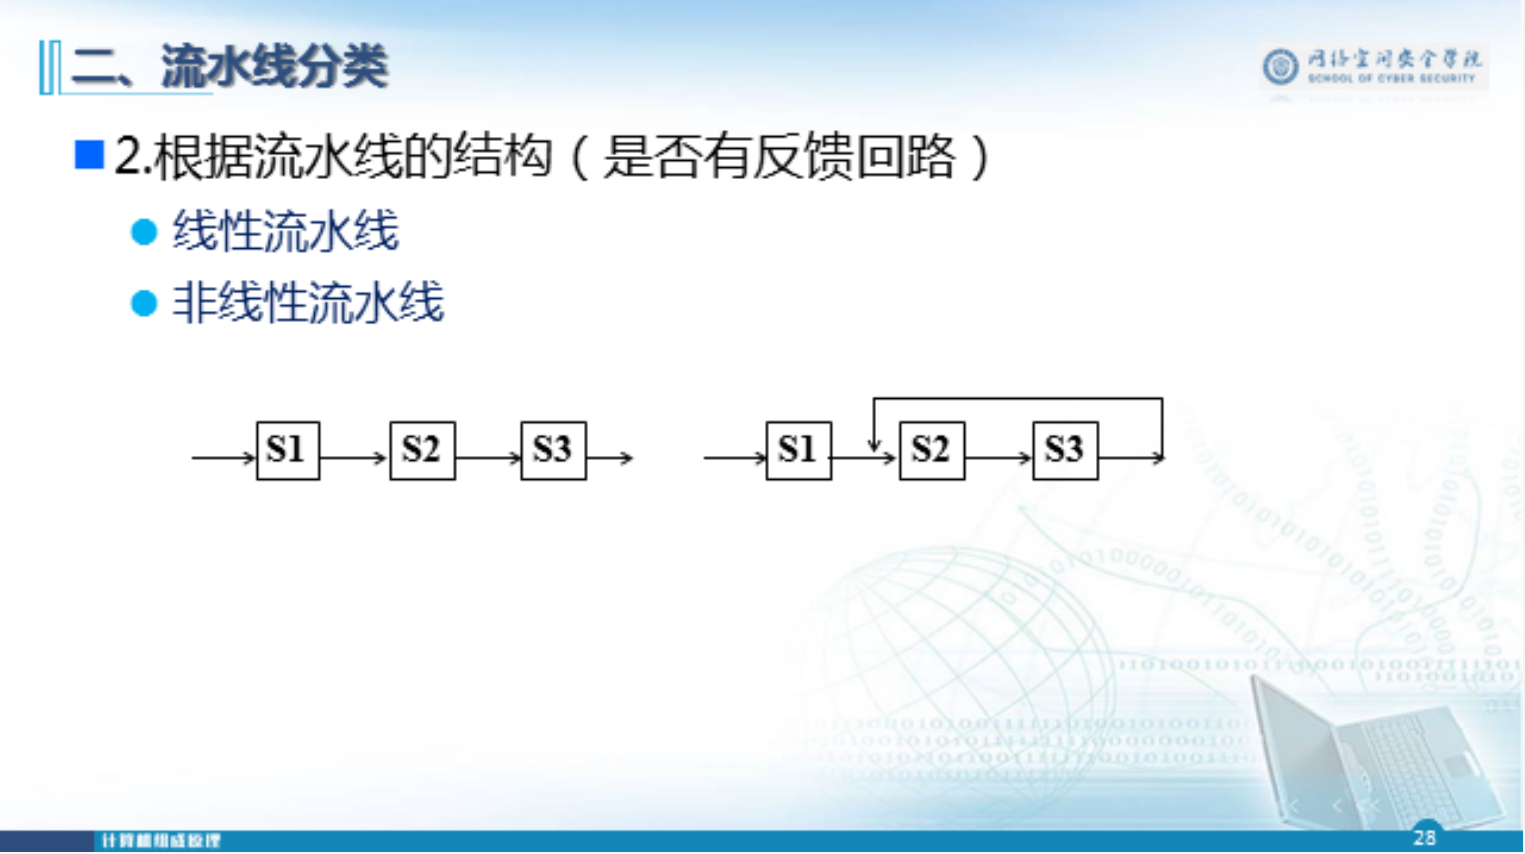 二、流水线分类
网络空间安全学院
SCHOOL OF CYBER SECURITY
2.根据流水线的结构（是否有反馈回路）
线性流水线
非线性流水线
S1 S2 S3 S1 S2 S3
计算机组成原理
28